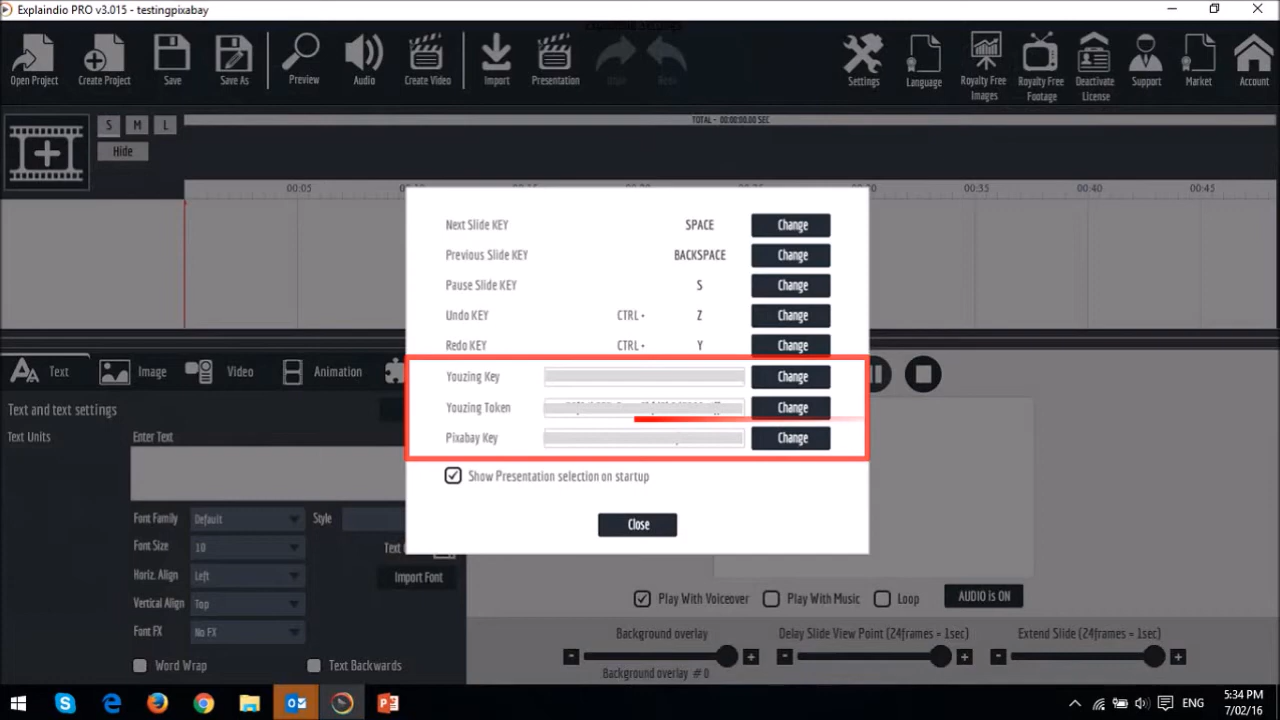 Explaindio PRO v3.015 -- testingpixabay
Open Project
Create Project
Save
Save As
Preview
Audio
Create Video
Import
Presentation
Settings
Language
Royalty Free Images
Royalty Free Footage
Deactivate License
Support
Market
Account
S M L
Hide
TOTAL - 00:00:00.00 SEC
00:05
00:35
00:40
00:45
Next Slide KEY SPACE Change
Previous Slide KEY BACKSPACE Change
Pause Slide KEY S Change
Undo KEY CTRL+ Z Change
Redo KEY CTRL+ Y Change
Youzing Key Change
Youzing Token Change
Pixabay Key Change
Show Presentation selection on startup
Close
Text
Image
Video
Animation
Text and text settings
Text Units
Enter Text
Font Family Default Style
Font Size 10
Horiz. Align Left
Import Font
Vertical Align Top
Font FX No FX
Word Wrap Text Backwards
Play With Voiceover Play With Music Loop AUDIO is ON
Background overlay Delay Slide View Point (24frames = 1sec) Extend Slide (24frames = 1sec)
- + - + - +
Background overlay # 0
ENG
5:34 PM
7/02/16